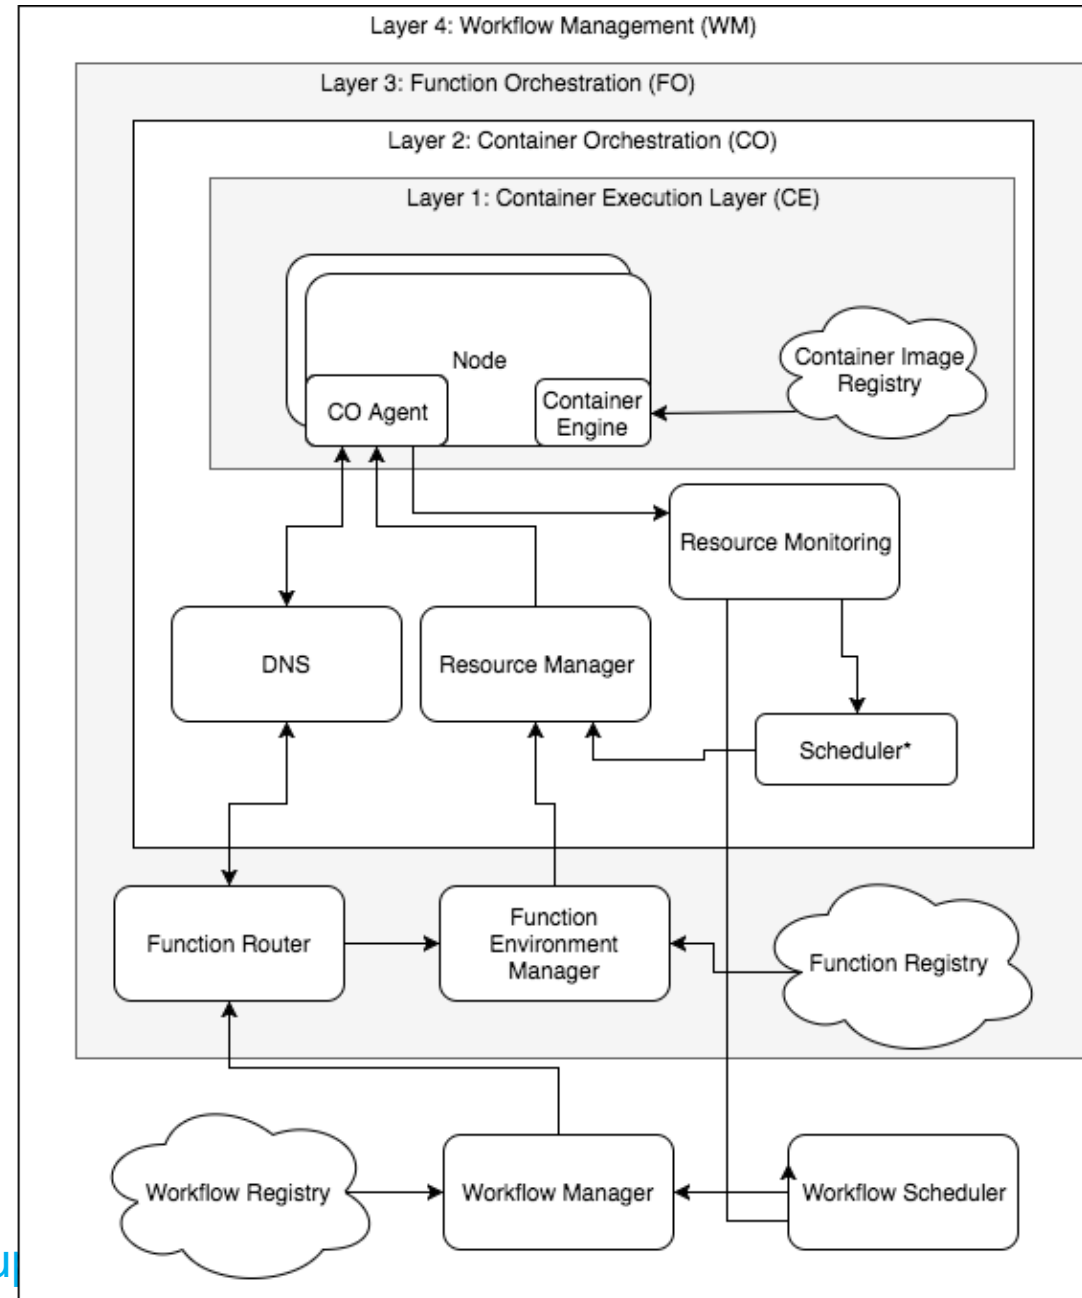 Layer 4: Workflow Management (WM)
Layer 3: Function Orchestration (FO)
Layer 2: Container Orchestration (CO)
Layer 1: Container Execution Layer (CE)
Node
CO Agent
Container
Engine
Container Image
Registry
Resource Monitoring
DNS
Resource Manager
Scheduler*
Function Router
Function
Environment
Manager
Function Registry
Workflow Registry
Workflow Manager
Workflow Scheduler